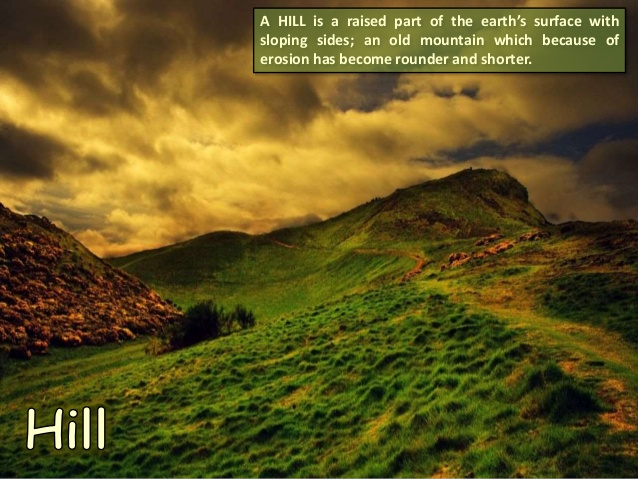 A HILL is a raised part of the earth’s surface with
sloping sides; an old mountain which because of
erosion has become rounder and shorter.
Hill